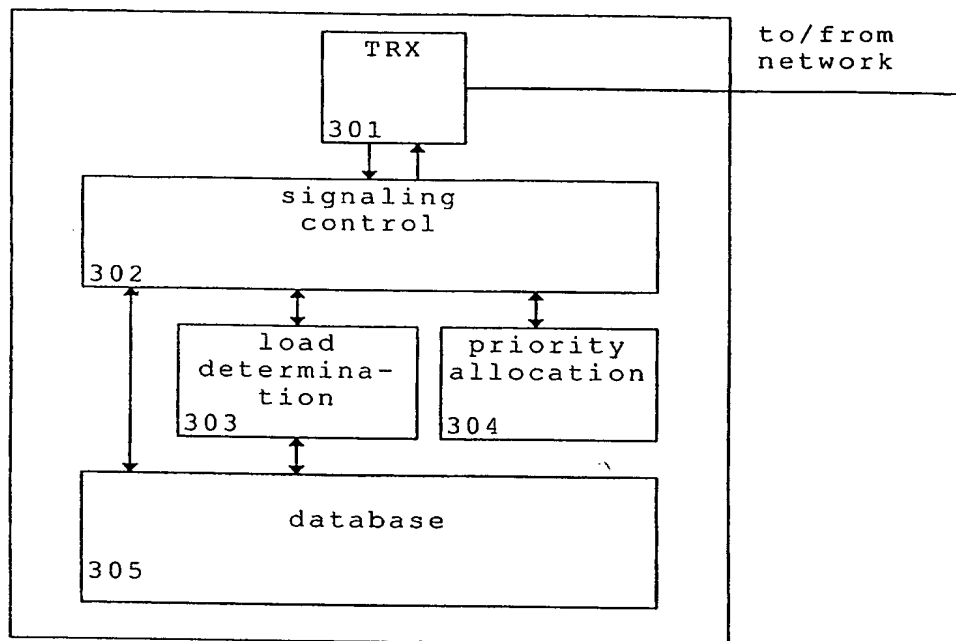 to/from
network
TRX
301
signaling
control
302
load
determina-
tion
303
priority
allocation
304
database
305